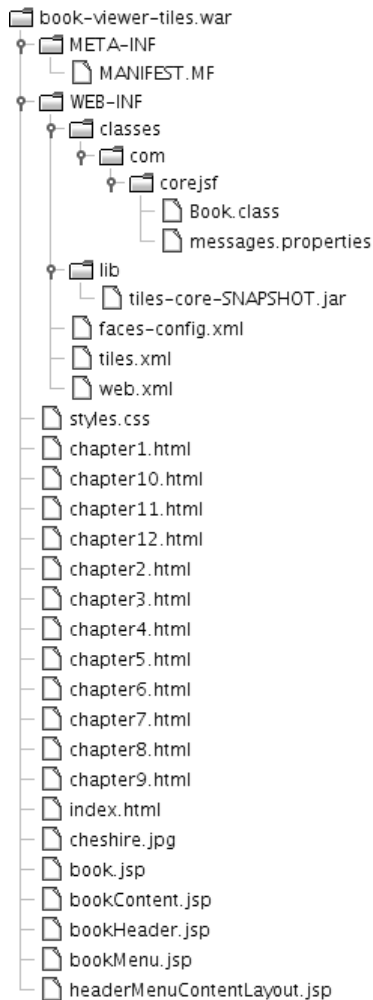 book-viewer-tiles.war
META-INF
MANIFEST.MF
WEB-INF
classes
com
corejsf
Book.class
messages.properties
lib
tiles-core-SNAPSHOT.jar
faces-config.xml
tiles.xml
web.xml
styles.css
chapter1.html
chapter10.html
chapter11.html
chapter12.html
chapter2.html
chapter3.html
chapter4.html
chapter5.html
chapter6.html
chapter7.html
chapter8.html
chapter9.html
index.html
cheshire.jpg
book.jsp
bookContent.jsp
bookHeader.jsp
bookMenu.jsp
headerMenuContentLayout.jsp